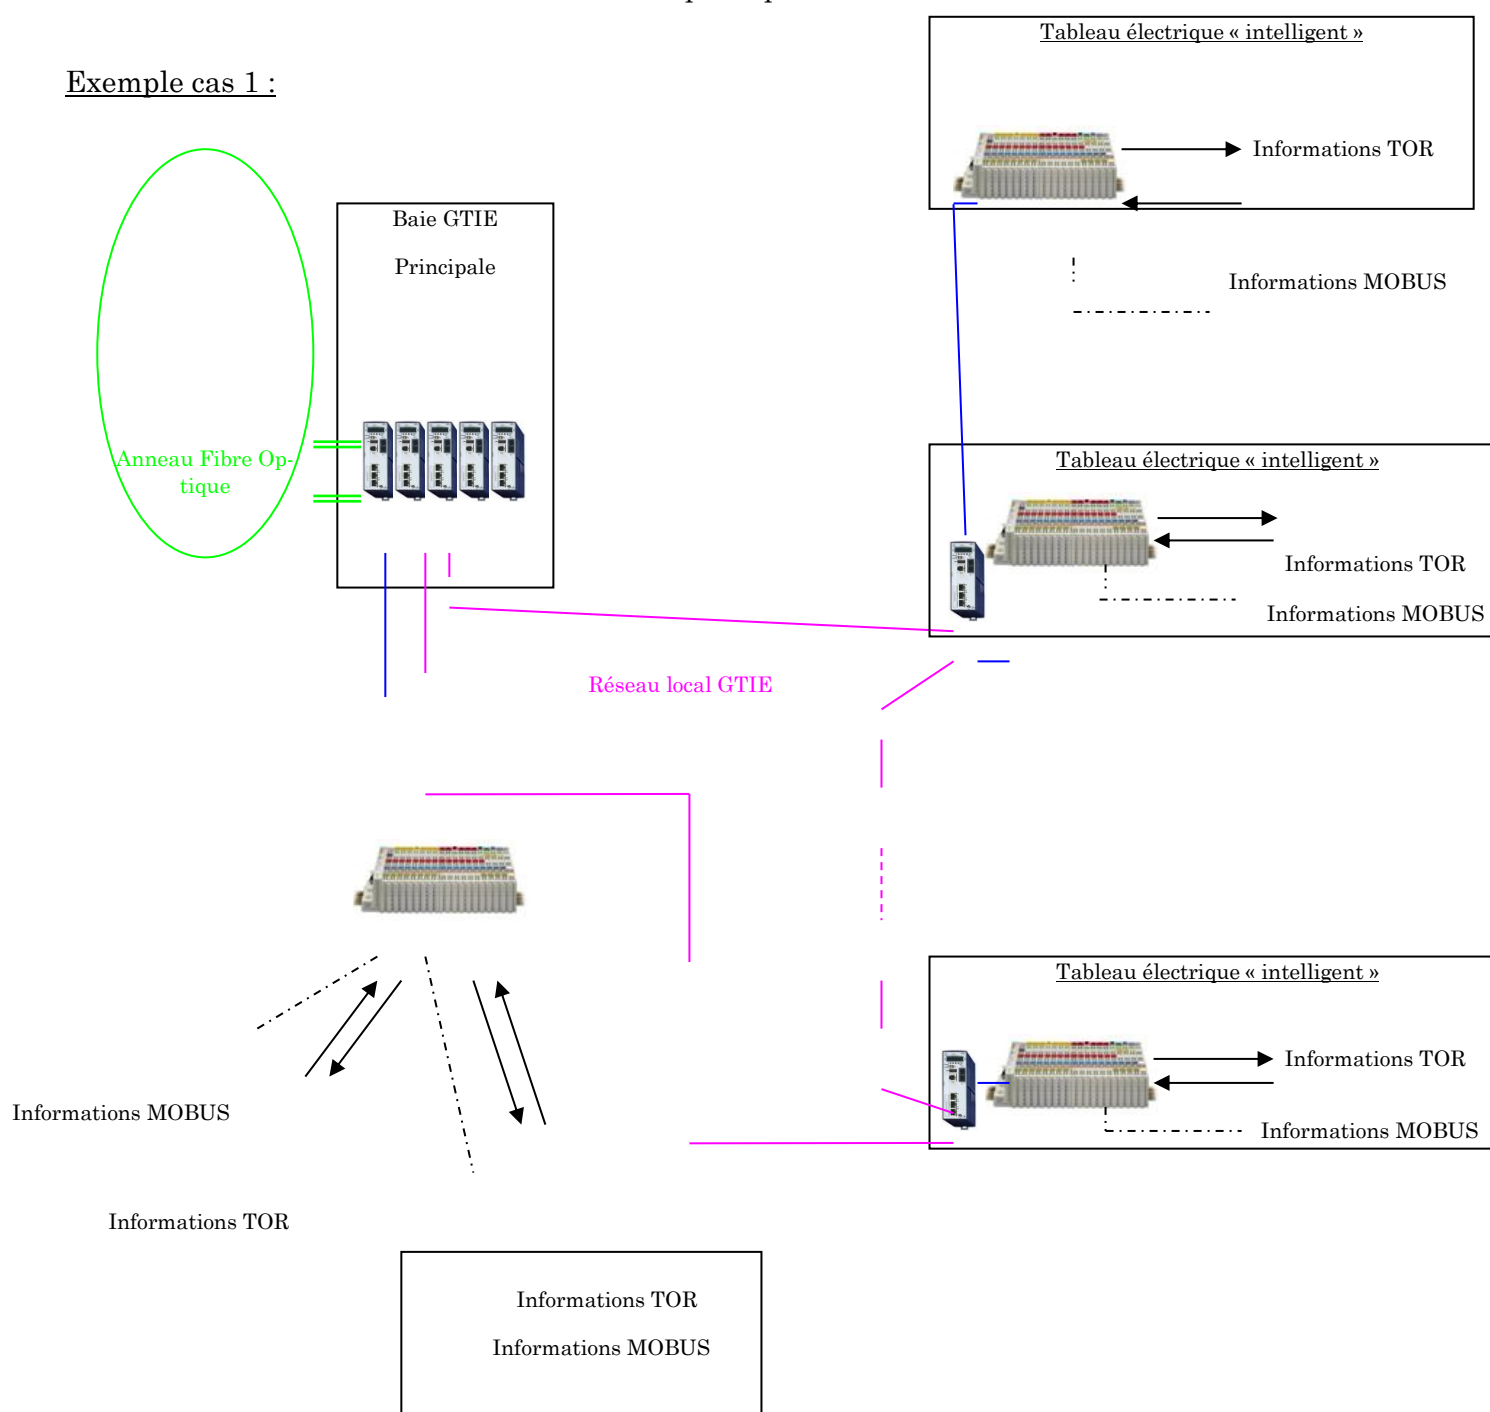 Tableau électrique « intelligent »
Exemple cas 1 :
Informations TOR
Baie GTIE
Principale
Informations MOBUS
Anneau Fibre Op-
tique
Tableau électrique « intelligent »
Informations TOR
Informations MOBUS
Réseau local GTIE
Tableau électrique « intelligent »
Informations TOR
Informations MOBUS
Informations MOBUS
Informations TOR
Informations TOR
Informations MOBUS